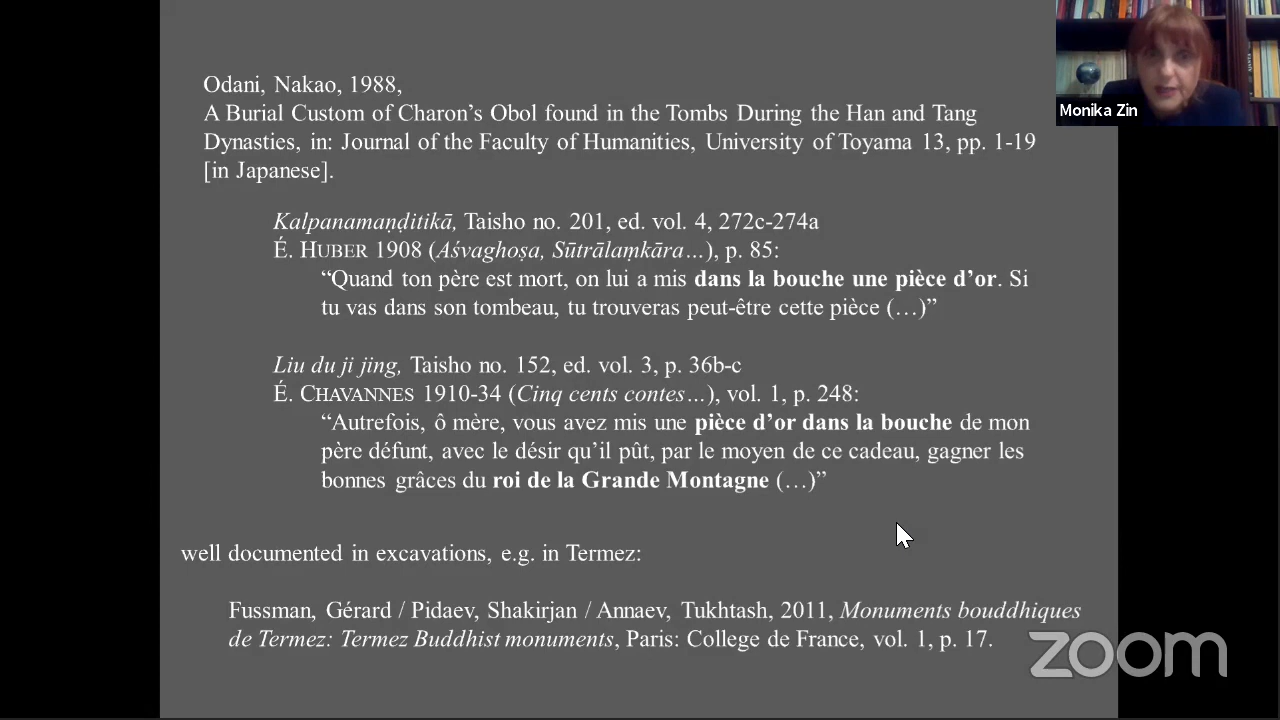 Odani, Nakao, 1988,
A Burial Custom of Charon’s Obol found in the Tombs During the Han and Tang
Dynasties, in: Journal of the Faculty of Humanities, University of Toyama 13, pp. 1-19
[in Japanese].
Kalpanamaṇḍitikā, Taisho no. 201, ed. vol. 4, 272c-274a
É. HUBER 1908 (Aśvaghoṣa, Sūtrālaṃkāra…), p. 85:
“Quand ton père est mort, on lui a mis dans la bouche une pièce d’or. Si
tu vas dans son tombeau, tu trouveras peut-être cette pièce (…)”
Liu du ji jing, Taisho no. 152, ed. vol. 3, p. 36b-c
É. CHAVANNES 1910-34 (Cinq cents contes…), vol. 1, p. 248:
“Autrefois, ô mère, vous avez mis une pièce d’or dans la bouche de mon
père défunt, avec le désir qu’il pût, par le moyen de ce cadeau, gagner les
bonnes grâces du roi de la Grande Montagne (…)”
well documented in excavations, e.g. in Termez:
Fussman, Gérard / Pidaev, Shakirjan / Annaev, Tukhtash, 2011, Monuments bouddhiques
de Termez: Termez Buddhist monuments, Paris: College de France, vol. 1, p. 17.
Monika Zin
zoom